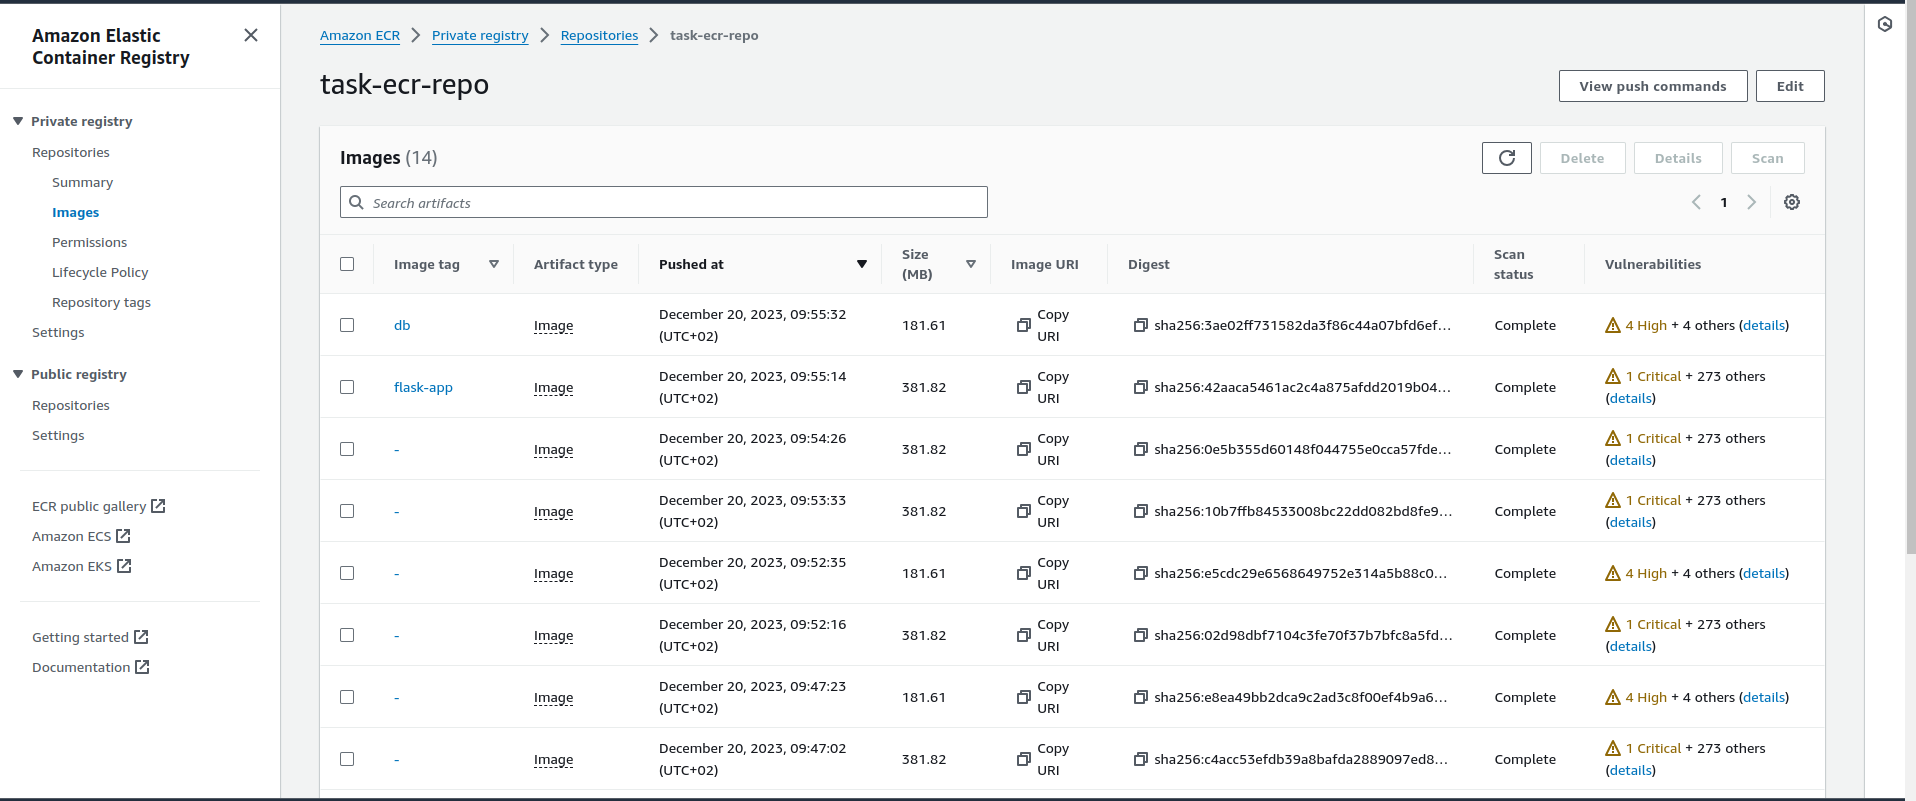 Amazon Elastic
Container Registry
Private registry
Repositories
Summary
Images
Permissions
Lifecycle Policy
Repository tags
Settings
Public registry
Repositories
Settings
ECR public gallery
Amazon ECS
Amazon EKS
Getting started
Documentation
Amazon ECR > Private registry > Repositories > task-ecr-repo
task-ecr-repo
View push commands Edit
Images (14)
Delete Details Scan
Search artifacts
1
Image tag Artifact type Pushed at Size (MB) Image URI Digest Scan status Vulnerabilities
db Image December 20, 2023, 09:55:32 (UTC+02) 181.61 Copy URI sha256:3ae02ff731582da3f86c44a07bfd6ef... Complete 4 High + 4 others (details)
flask-app Image December 20, 2023, 09:55:14 (UTC+02) 381.82 Copy URI sha256:42aaca5461ac2c4a875afdd2019b04... Complete 1 Critical + 273 others (details)
- Image December 20, 2023, 09:54:26 (UTC+02) 381.82 Copy URI sha256:0e5b355d60148f044755e0cca57fde... Complete 1 Critical + 273 others (details)
- Image December 20, 2023, 09:53:33 (UTC+02) 381.82 Copy URI sha256:10b7ffb84533008bc22dd082bd8fe9... Complete 1 Critical + 273 others (details)
- Image December 20, 2023, 09:52:35 (UTC+02) 181.61 Copy URI sha256:e5cdc29e6568649752e314a5b88c0... Complete 4 High + 4 others (details)
- Image December 20, 2023, 09:52:16 (UTC+02) 381.82 Copy URI sha256:02d98dbf7104c3fe70f37b7bfc8a5fd... Complete 1 Critical + 273 others (details)
- Image December 20, 2023, 09:47:23 (UTC+02) 181.61 Copy URI sha256:e8ea49bb2dca9c2ad3c8f00ef4b9a6... Complete 4 High + 4 others (details)
- Image December 20, 2023, 09:47:02 (UTC+02) 381.82 Copy URI sha256:c4acc53efdb39a8bafda2889097ed8... Complete 1 Critical + 273 others (details)